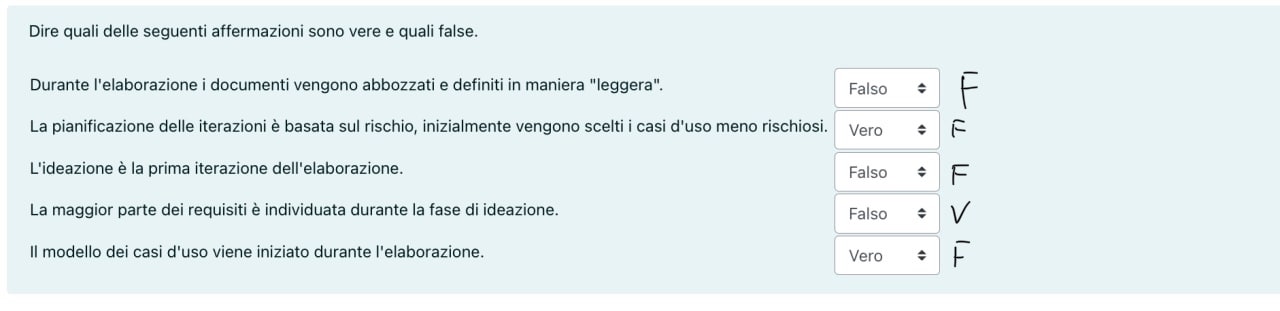 Dire quali delle seguenti affermazioni sono vere e quali false.
Durante l'elaborazione i documenti vengono abbozzati e definiti in maniera "leggera". Falso F
La pianificazione delle iterazioni è basata sul rischio, inizialmente vengono scelti i casi d'uso meno rischiosi. Vero F
L'ideazione è la prima iterazione dell'elaborazione. Falso F
La maggior parte dei requisiti è individuata durante la fase di ideazione. Falso V
Il modello dei casi d'uso viene iniziato durante l'elaborazione. Vero F